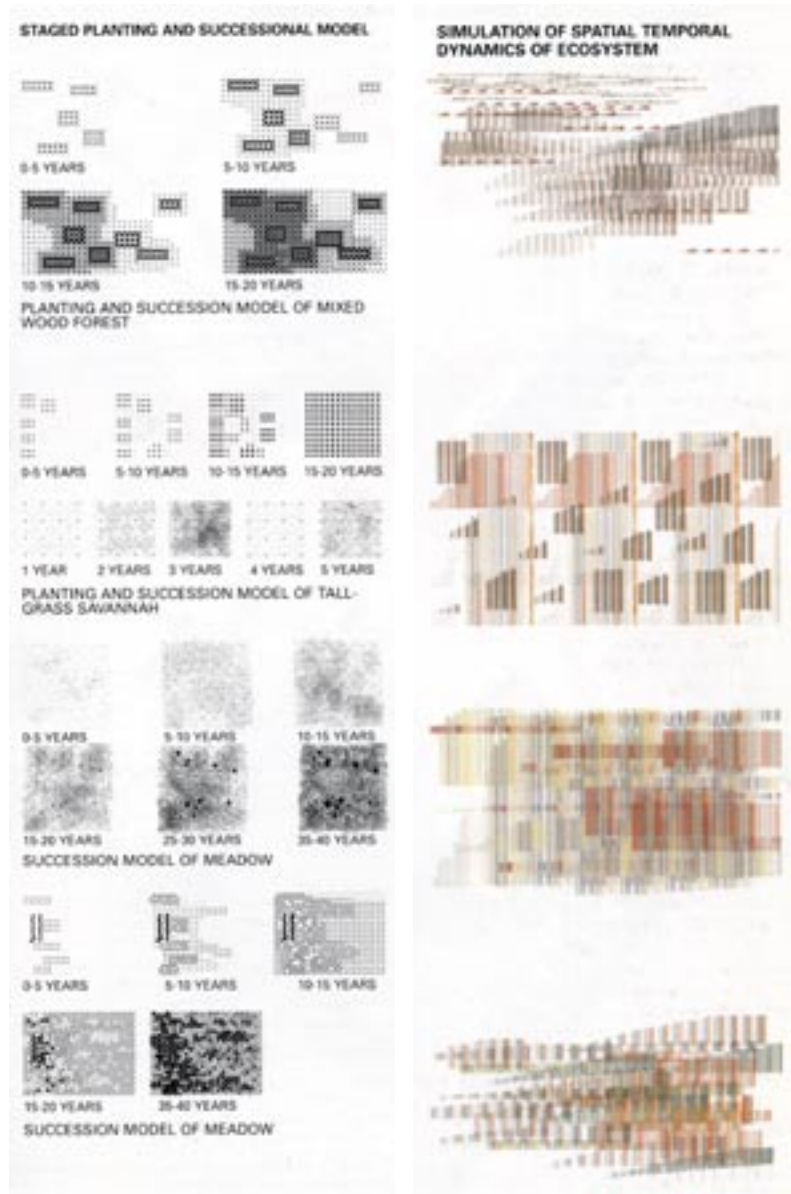 STAGED PLANTING AND SUCCESSIONAL MODEL
0-5 YEARS
5-10 YEARS
10-15 YEARS
15-20 YEARS
PLANTING AND SUCCESSION MODEL OF MIXED
WOOD FOREST
0-5 YEARS
5-10 YEARS
10-15 YEARS
15-20 YEARS
1 YEAR
2 YEARS
3 YEARS
4 YEARS
5 YEARS
PLANTING AND SUCCESSION MODEL OF TALL-
GRASS SAVANNAH
0-5 YEARS
5-10 YEARS
10-15 YEARS
15-20 YEARS
25-30 YEARS
35-40 YEARS
SUCCESSION MODEL OF MEADOW
0-5 YEARS
5-10 YEARS
10-15 YEARS
15-20 YEARS
35-40 YEARS
SUCCESSION MODEL OF MEADOW
SIMULATION OF SPATIAL TEMPORAL
DYNAMICS OF ECOSYSTEM